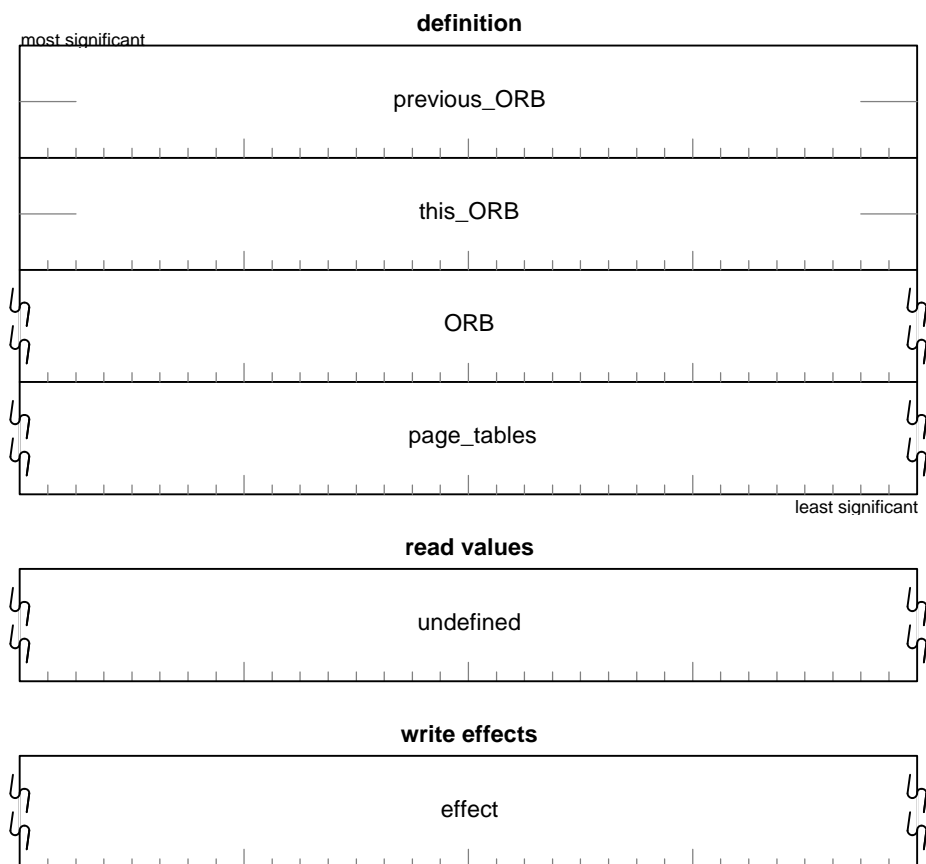 definition
most significant
previous_ORB
this_ORB
ORB
page_tables
least significant
read values
undefined
write effects
effect